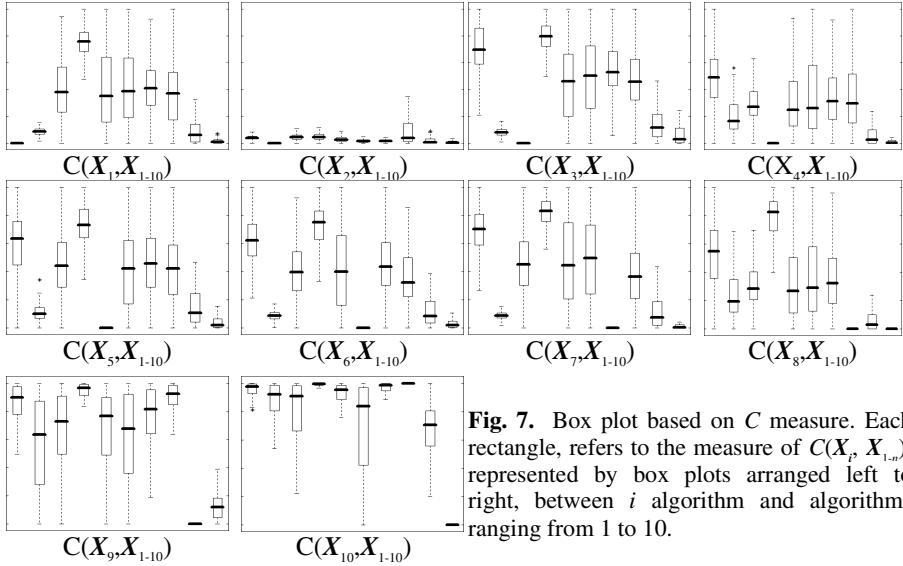 C(X₁,X₁₋₁₀)
C(X₂,X₁₋₁₀)
C(X₃,X₁₋₁₀)
C(X₄,X₁₋₁₀)
C(X₅,X₁₋₁₀)
C(X₆,X₁₋₁₀)
C(X₇,X₁₋₁₀)
C(X₈,X₁₋₁₀)
C(X₉,X₁₋₁₀)
C(X₁₀,X₁₋₁₀)
Fig. 7. Box plot based on C measure. Each
rectangle, refers to the measure of C(Xᵢ, X₁₋ₙ)
represented by box plots arranged left to
right, between i algorithm and algorithm
ranging from 1 to 10.